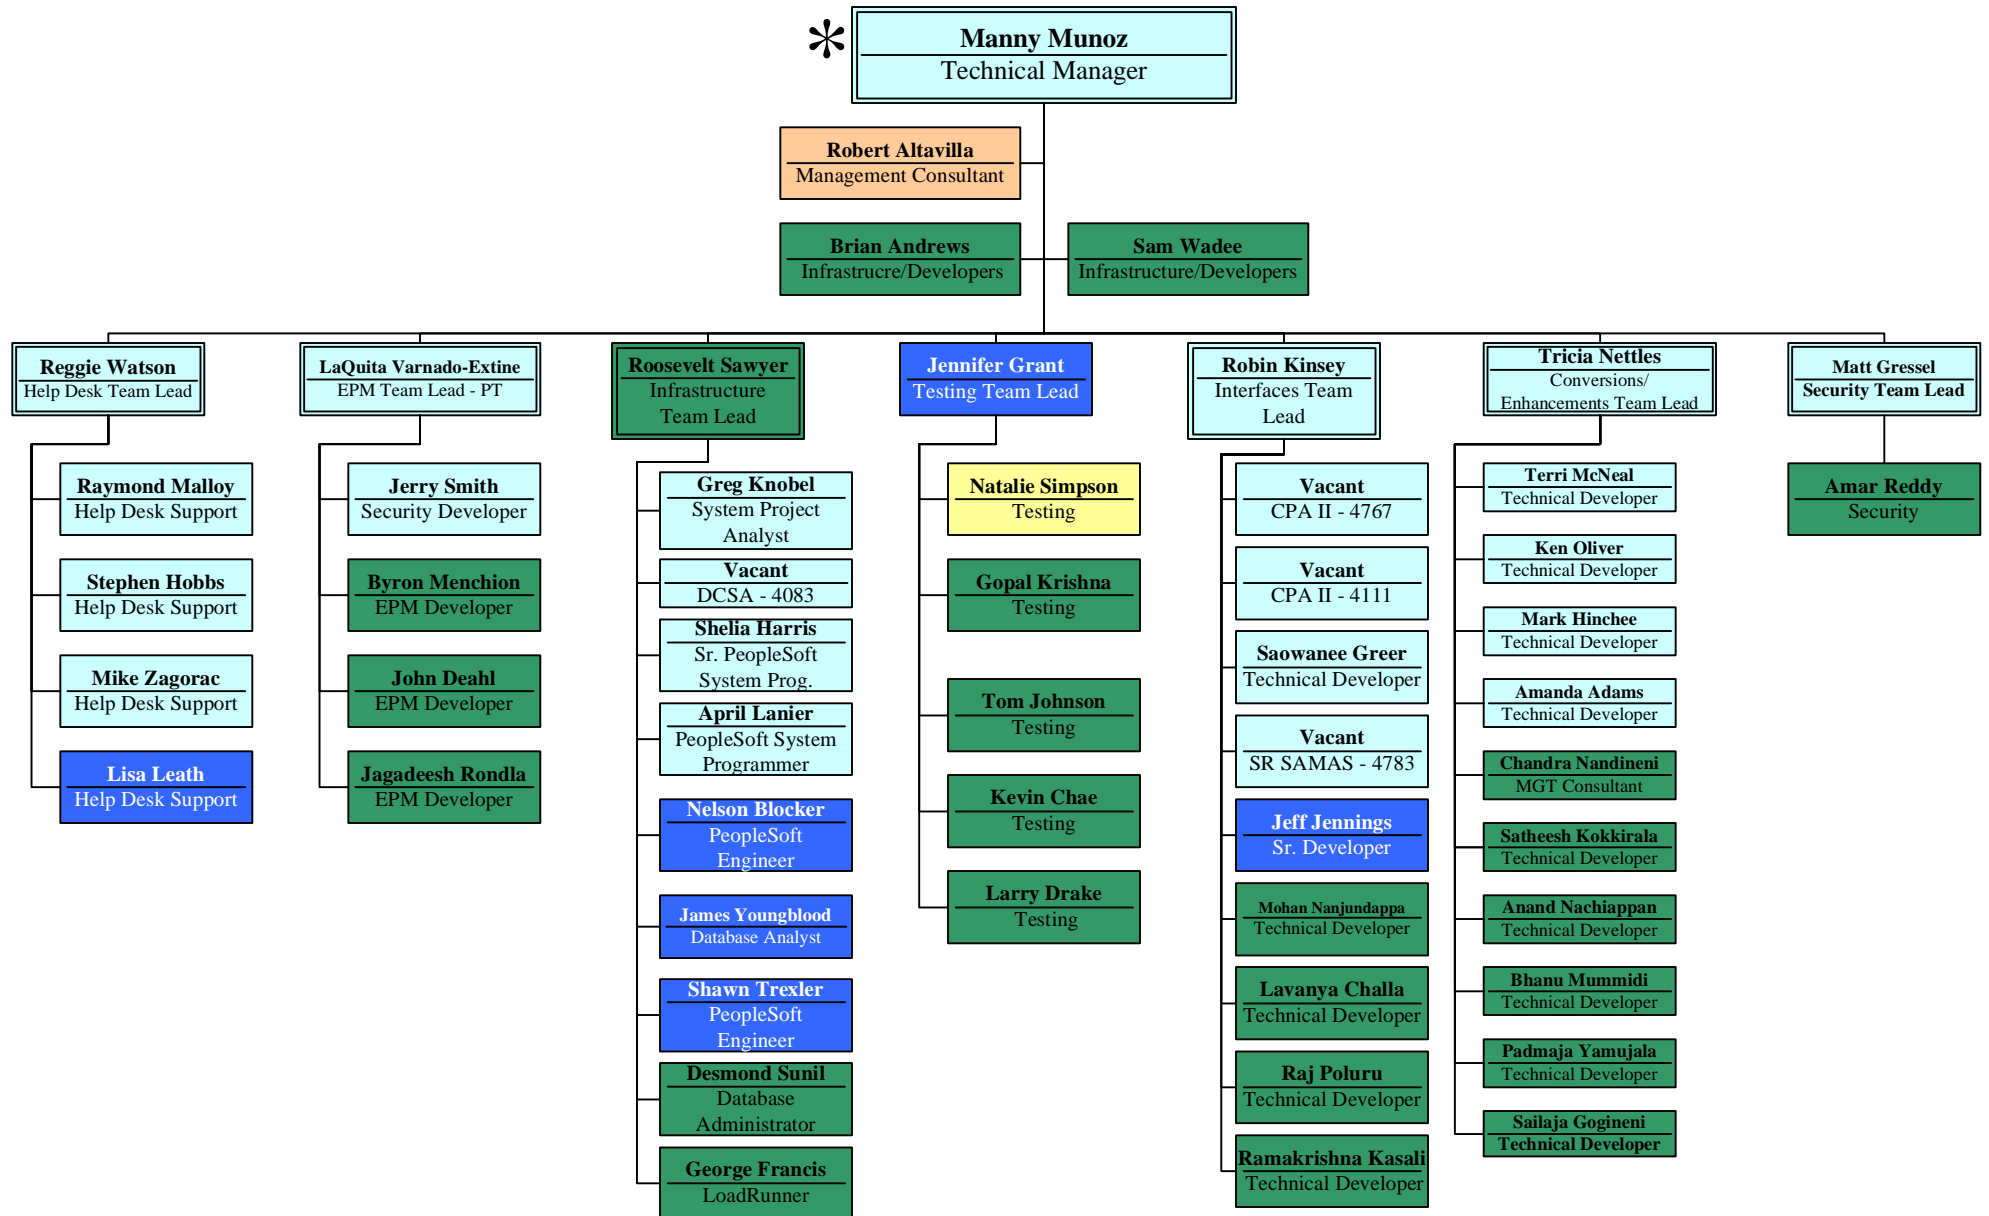 *
Manny Munoz
Technical Manager
Robert Altavilla
Management Consultant
Brian Andrews
Infrastrucre/Developers
Sam Wadee
Infrastructure/Developers
Reggie Watson
Help Desk Team Lead
Raymond Malloy
Help Desk Support
Stephen Hobbs
Help Desk Support
Mike Zagorac
Help Desk Support
Lisa Leath
Help Desk Support
LaQuita Varnado-Extine
EPM Team Lead - PT
Jerry Smith
Security Developer
Byron Menchion
EPM Developer
John Deahl
EPM Developer
Jagadeesh Rondla
EPM Developer
Roosevelt Sawyer
Infrastructure
Team Lead
Greg Knobel
System Project
Analyst
Vacant
DCSA - 4083
Shelia Harris
Sr. PeopleSoft
System Prog.
April Lanier
PeopleSoft System
Programmer
Nelson Blocker
PeopleSoft
Engineer
James Youngblood
Database Analyst
Shawn Trexler
PeopleSoft
Engineer
Desmond Sunil
Database
Administrator
George Francis
LoadRunner
Jennifer Grant
Testing Team Lead
Natalie Simpson
Testing
Gopal Krishna
Testing
Tom Johnson
Testing
Kevin Chae
Testing
Larry Drake
Testing
Robin Kinsey
Interfaces Team
Lead
Vacant
CPA II - 4767
Vacant
CPA II - 4111
Saowanee Greer
Technical Developer
Vacant
SR SAMAS - 4783
Jeff Jennings
Sr. Developer
Mohan Nanjundappa
Technical Developer
Lavanya Challa
Technical Developer
Raj Poluru
Technical Developer
Ramakrishna Kasali
Technical Developer
Tricia Nettles
Conversions/
Enhancements Team Lead
Terri McNeal
Technical Developer
Ken Oliver
Technical Developer
Mark Hinchee
Technical Developer
Amanda Adams
Technical Developer
Chandra Nandineni
MGT Consultant
Satheesh Kokkirala
Technical Developer
Anand Nachiappan
Technical Developer
Bhanu Mummidi
Technical Developer
Padmaja Yamujala
Technical Developer
Sailaja Gogineni
Technical Developer
Matt Gressel
Security Team Lead
Amar Reddy
Security